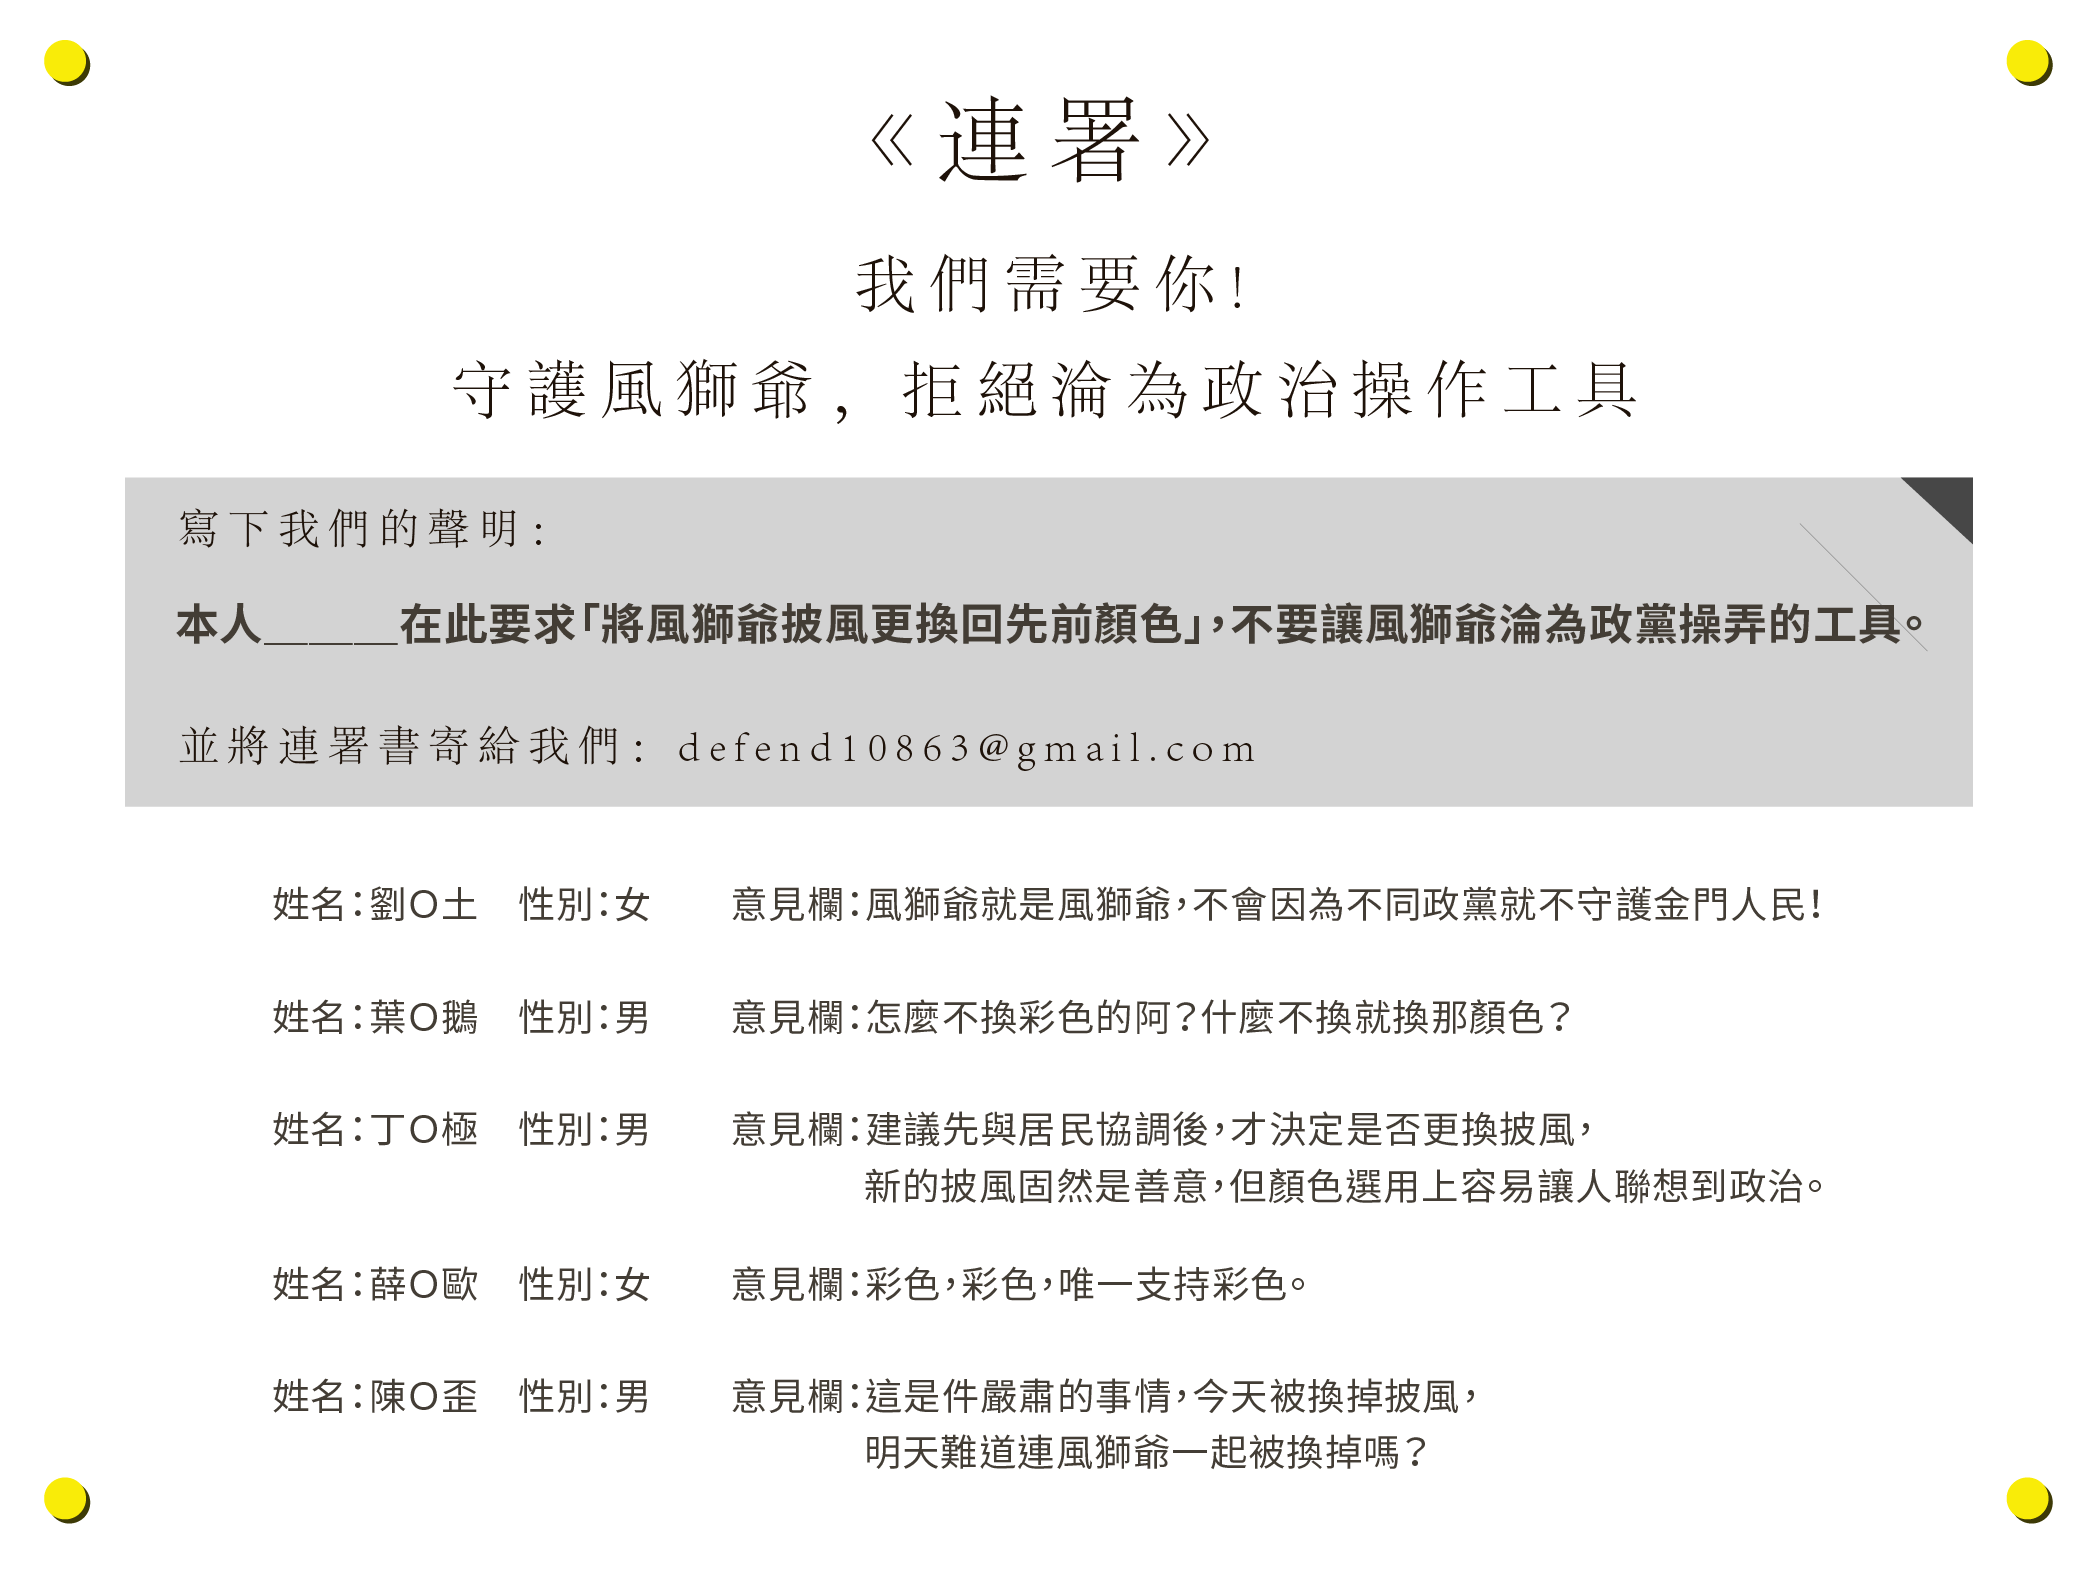 《連署》
我們需要你!
守護風獅爺,拒絕淪為政治操作工具
寫下我們的聲明:
本人______在此要求「將風獅爺披風更換回先前顏色」,不要讓風獅爺淪為政黨操弄的工具。
並將連署書寄給我們: defend10863@gmail.com
姓名:劉O土 性別:女 意見欄:風獅爺就是風獅爺,不會因為不同政黨就不守護金門人民!
姓名:葉O鵝 性別:男 意見欄:怎麼不換彩色的阿?什麼不換就換那顏色?
姓名:丁O極 性別:男 意見欄:建議先與居民協調後,才決定是否更換披風,
新的披風固然是善意,但顏色選用上容易讓人聯想到政治。
姓名:薛O歐 性別:女 意見欄:彩色,彩色,唯一支持彩色。
姓名:陳O歪 性別:男 意見欄:這是件嚴肅的事情,今天被換掉披風,
明天難道連風獅爺一起被換掉嗎?